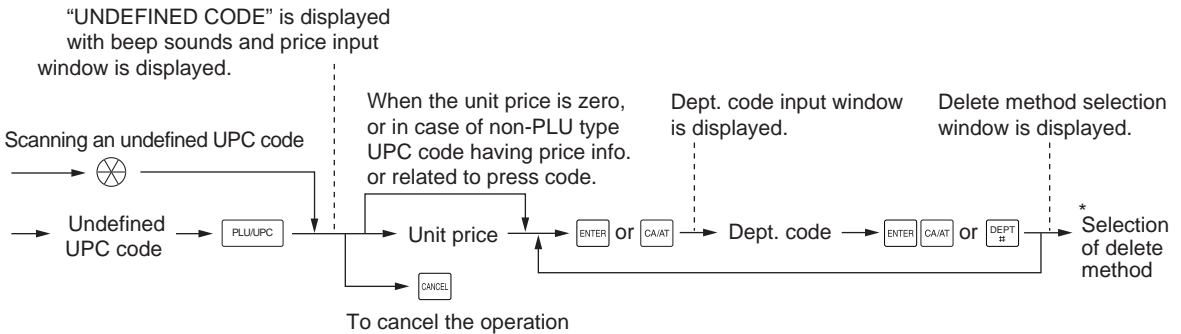 “UNDEFINED CODE” is displayed
with beep sounds and price input
window is displayed.
When the unit price is zero,
or in case of non-PLU type
UPC code having price info.
or related to press code.
Dept. code input window
is displayed.
Delete method selection
window is displayed.
Scanning an undefined UPC code
Undefined
UPC code
PLU/UPC
Unit price
ENTER or CA/AT
Dept. code
ENTER CA/AT or DEPT #
*
Selection
of delete
method
CANCEL
To cancel the operation